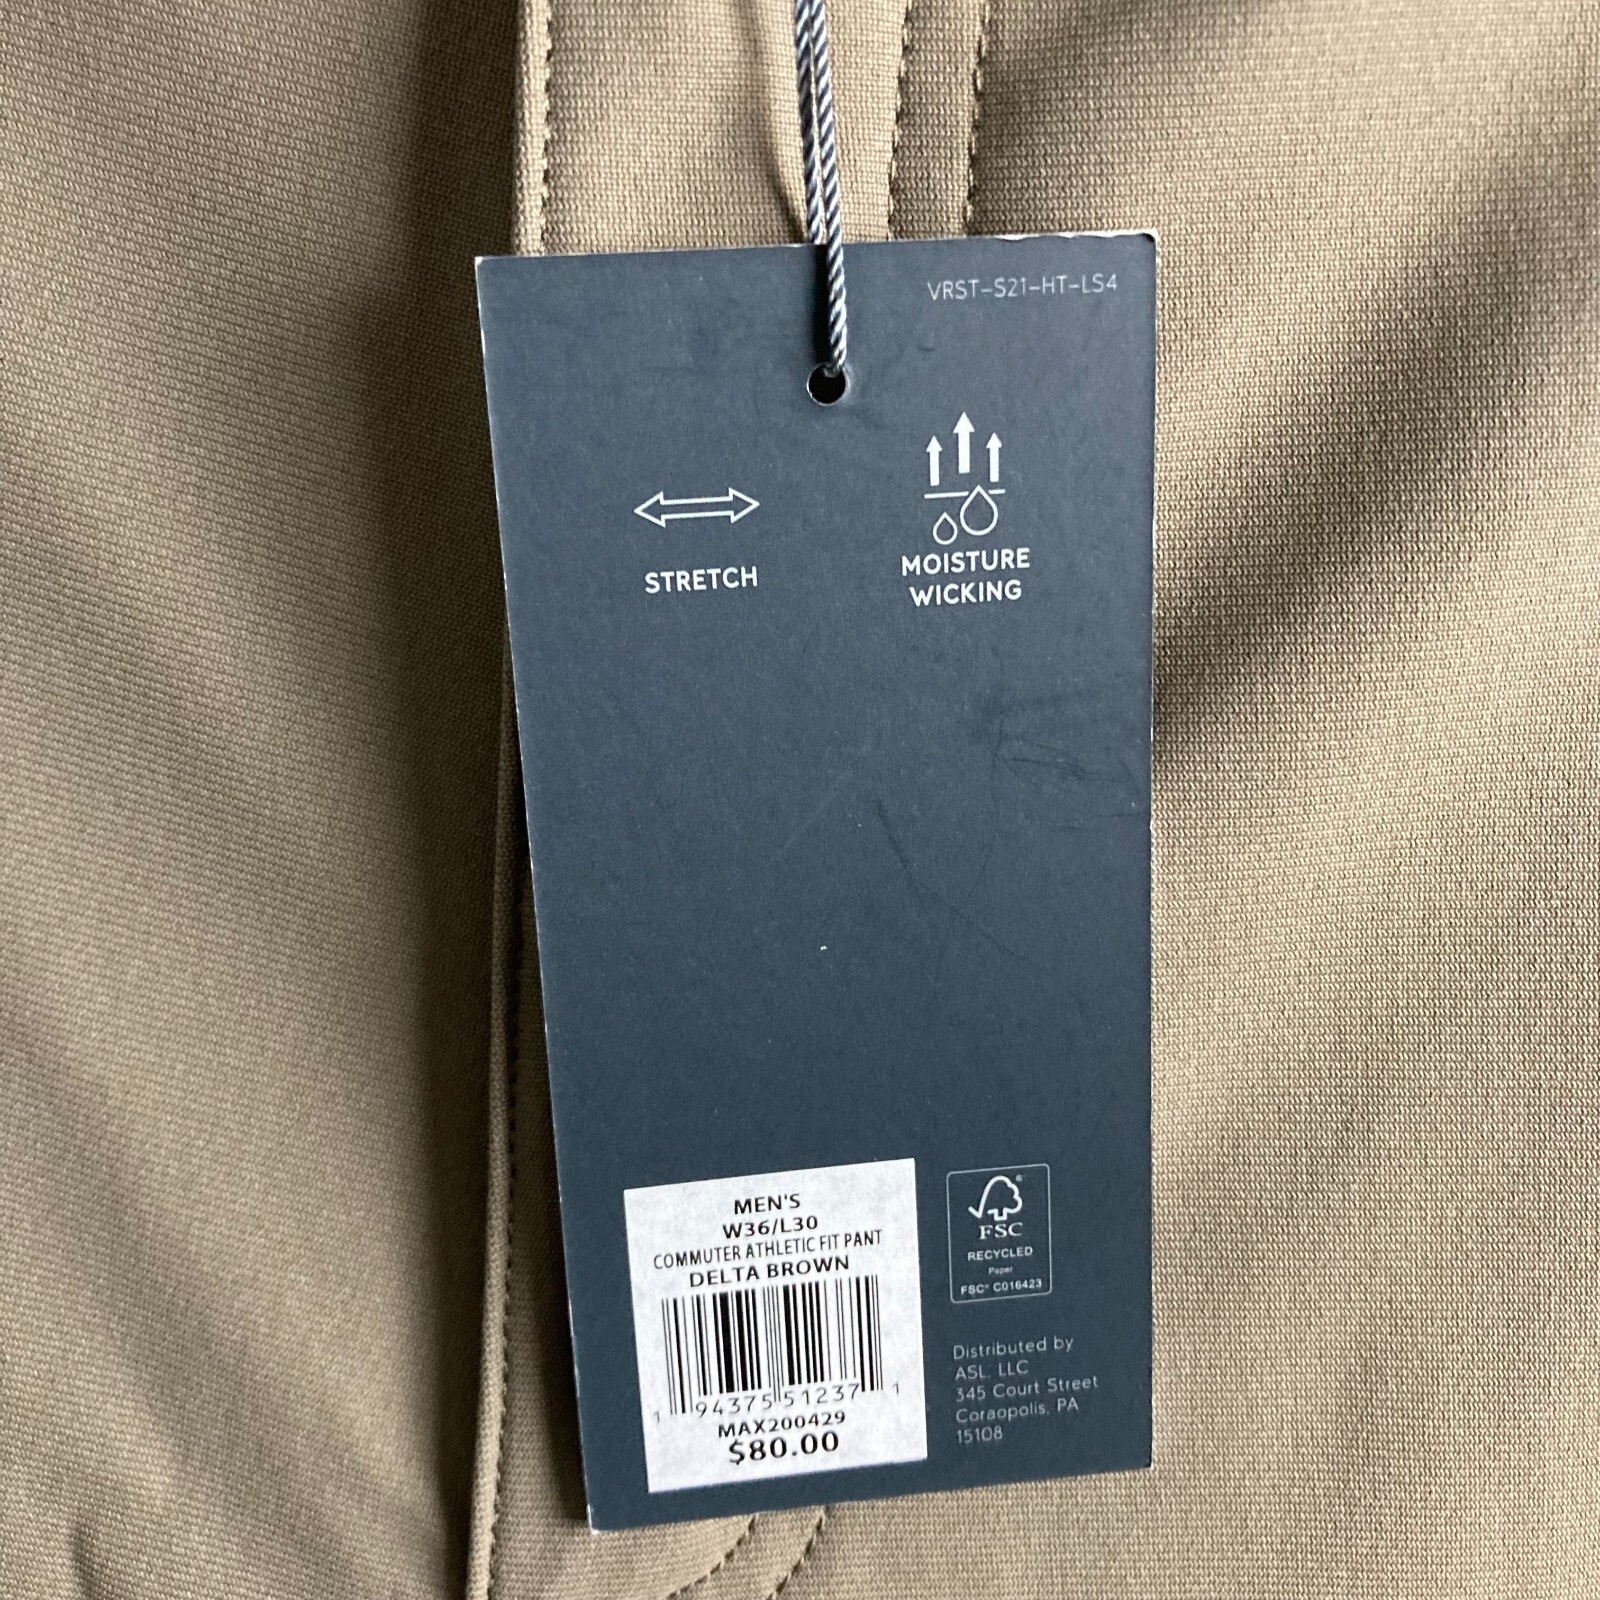 VRST-S21-HT-LS4
STRETCH
MOISTURE
WICKING
MEN'S
W36/L30
COMMUTER ATHLETIC FIT PANT
DELTA BROWN
1 94375 51237 1
MAX200429
$80.00
®
FSC
RECYCLED
Paper
FSC® C016423
Distributed by
ASL, LLC
345 Court Street
Coraopolis, PA
15108